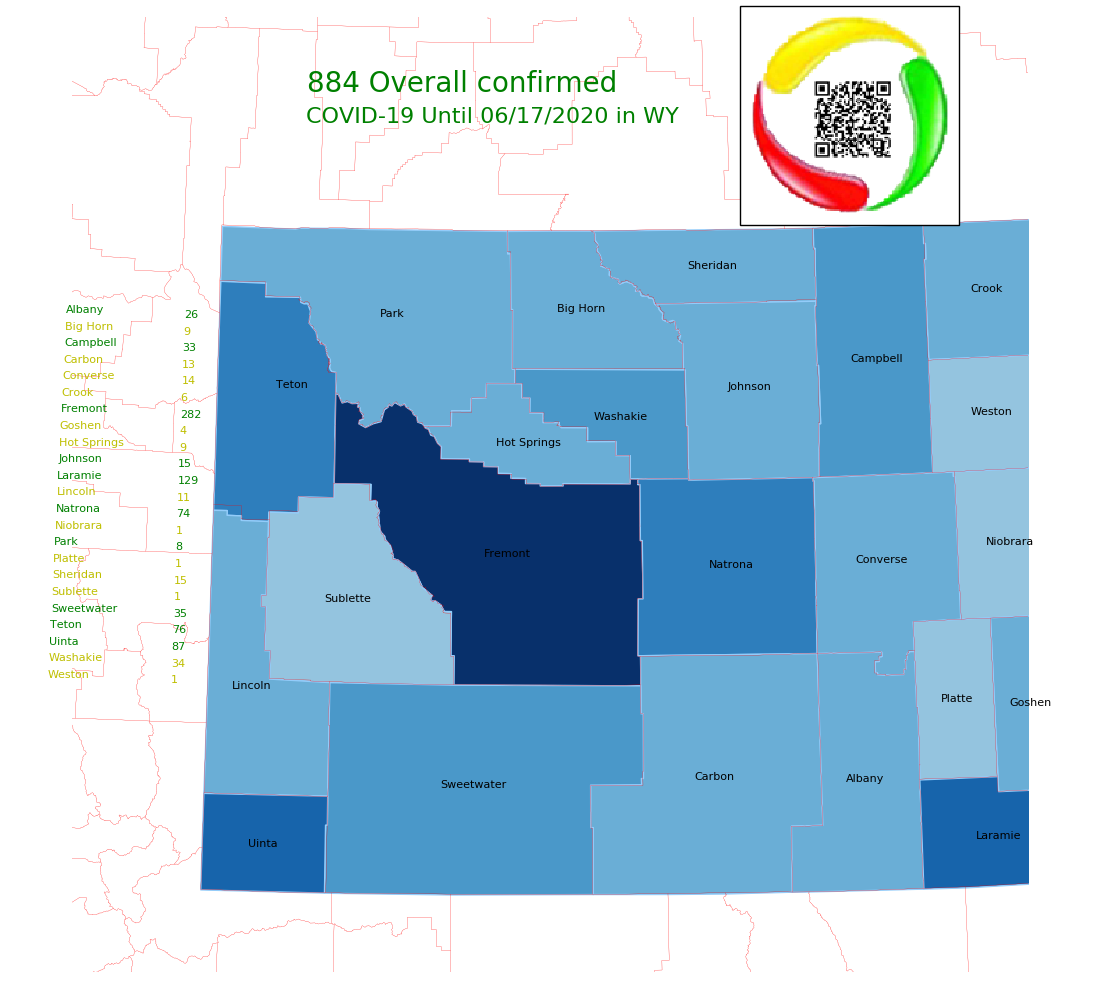 884 Overall confirmed
COVID-19 Until 06/17/2020 in WY
Albany 26
Big Horn 9
Campbell 33
Carbon 13
Converse 14
Crook 6
Fremont 282
Goshen 4
Hot Springs 9
Johnson 15
Laramie 129
Lincoln 11
Natrona 74
Niobrara 1
Park 8
Platte 1
Sheridan 15
Sublette 1
Sweetwater 35
Teton 76
Uinta 87
Washakie 34
Weston 1
Sheridan
Crook
Big Horn
Park
Campbell
Teton
Johnson
Weston
Washakie
Hot Springs
Niobrara
Fremont
Converse
Natrona
Sublette
Lincoln
Platte
Goshen
Carbon
Albany
Sweetwater
Laramie
Uinta